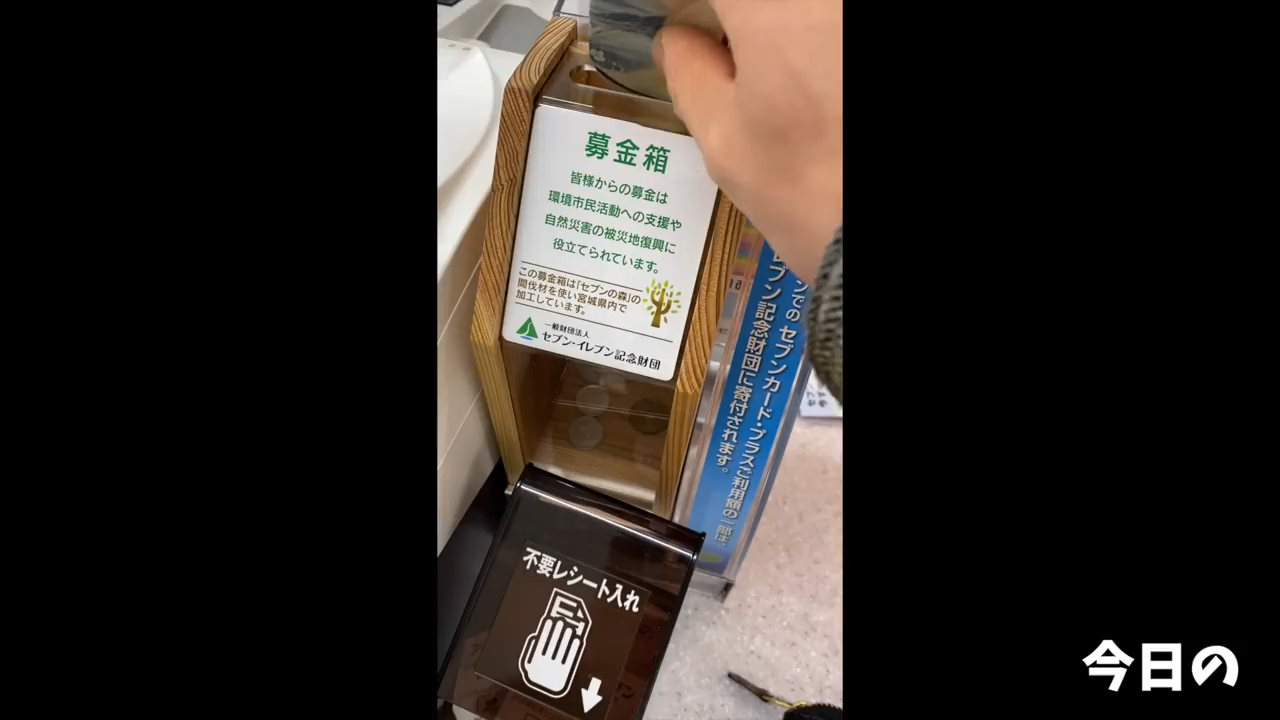 募金箱
皆様からの募金は
環境市民活動への支援や
自然災害の被災地復興に
役立てられています。
この募金箱は「セブンの森」の
間伐材を使い宮城県内で
加工しています。
一般財団法人
セブン-イレブン記念財団
ンでの セブンカード・プラスご利用額の一部は、
ブン記念財団に寄付されます。
不要レシート入れ
今日の